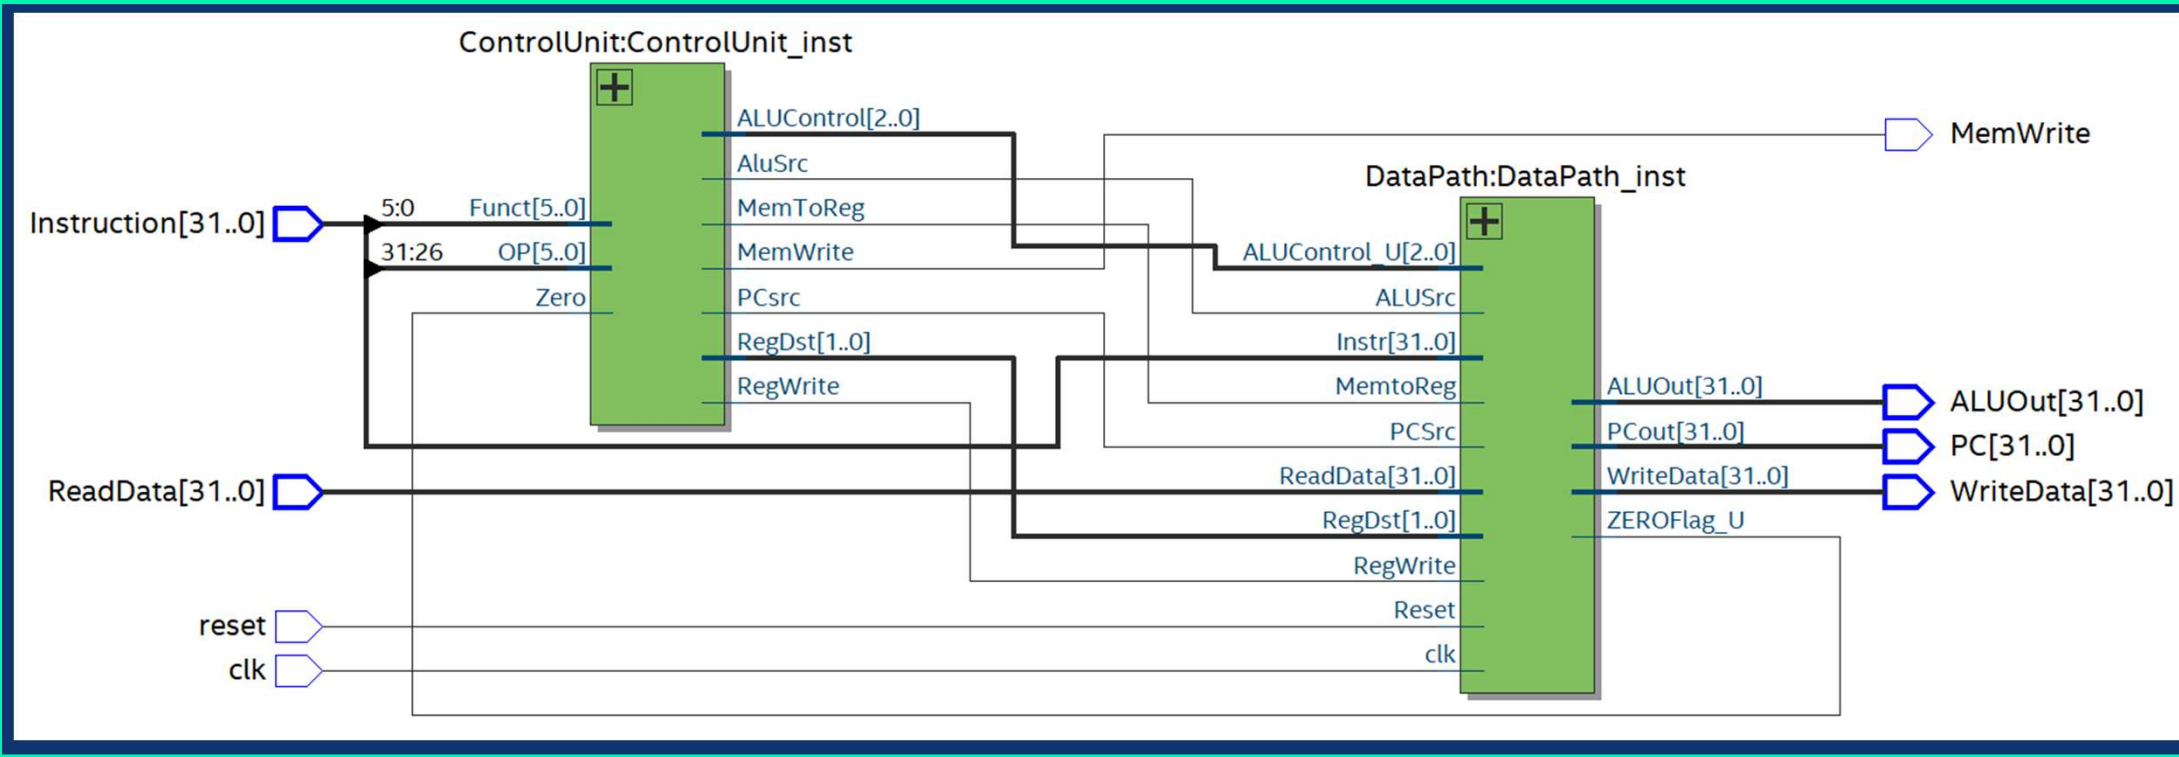 ControlUnit:ControlUnit_inst
ALUControl[2..0]
MemWrite
AluSrc
DataPath:DataPath_inst
Instruction[31..0]
5:0
Funct[5..0]
MemToReg
31:26
OP[5..0]
MemWrite
ALUControl_U[2..0]
Zero
PCsrc
ALUSrc
RegDst[1..0]
Instr[31..0]
RegWrite
MemtoReg
ALUOut[31..0]
ALUOut[31..0]
PCSrc
PCout[31..0]
PC[31..0]
ReadData[31..0]
ReadData[31..0]
WriteData[31..0]
WriteData[31..0]
RegDst[1..0]
ZEROFlag_U
RegWrite
reset
Reset
clk
clk